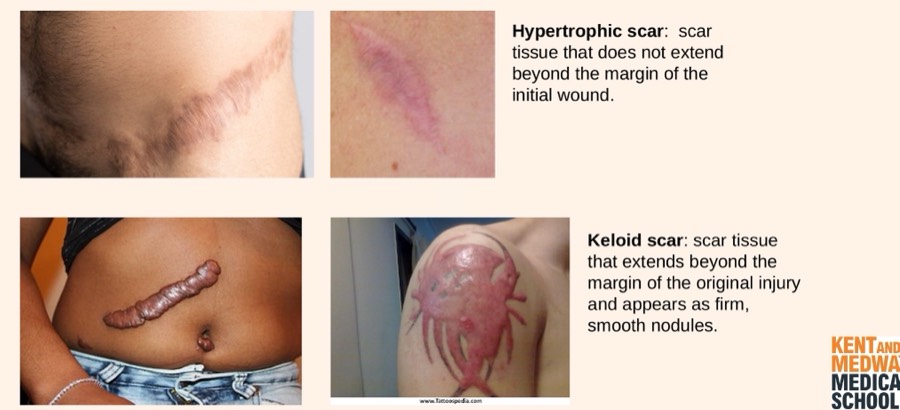 Hypertrophic scar: scar
tissue that does not extend
beyond the margin of the
initial wound.
Keloid scar: scar tissue
that extends beyond the
margin of the original injury
and appears as firm,
smooth nodules.
www.Tattoospedia.com
KENT AND
MEDWA
MEDICA
SCHOOL